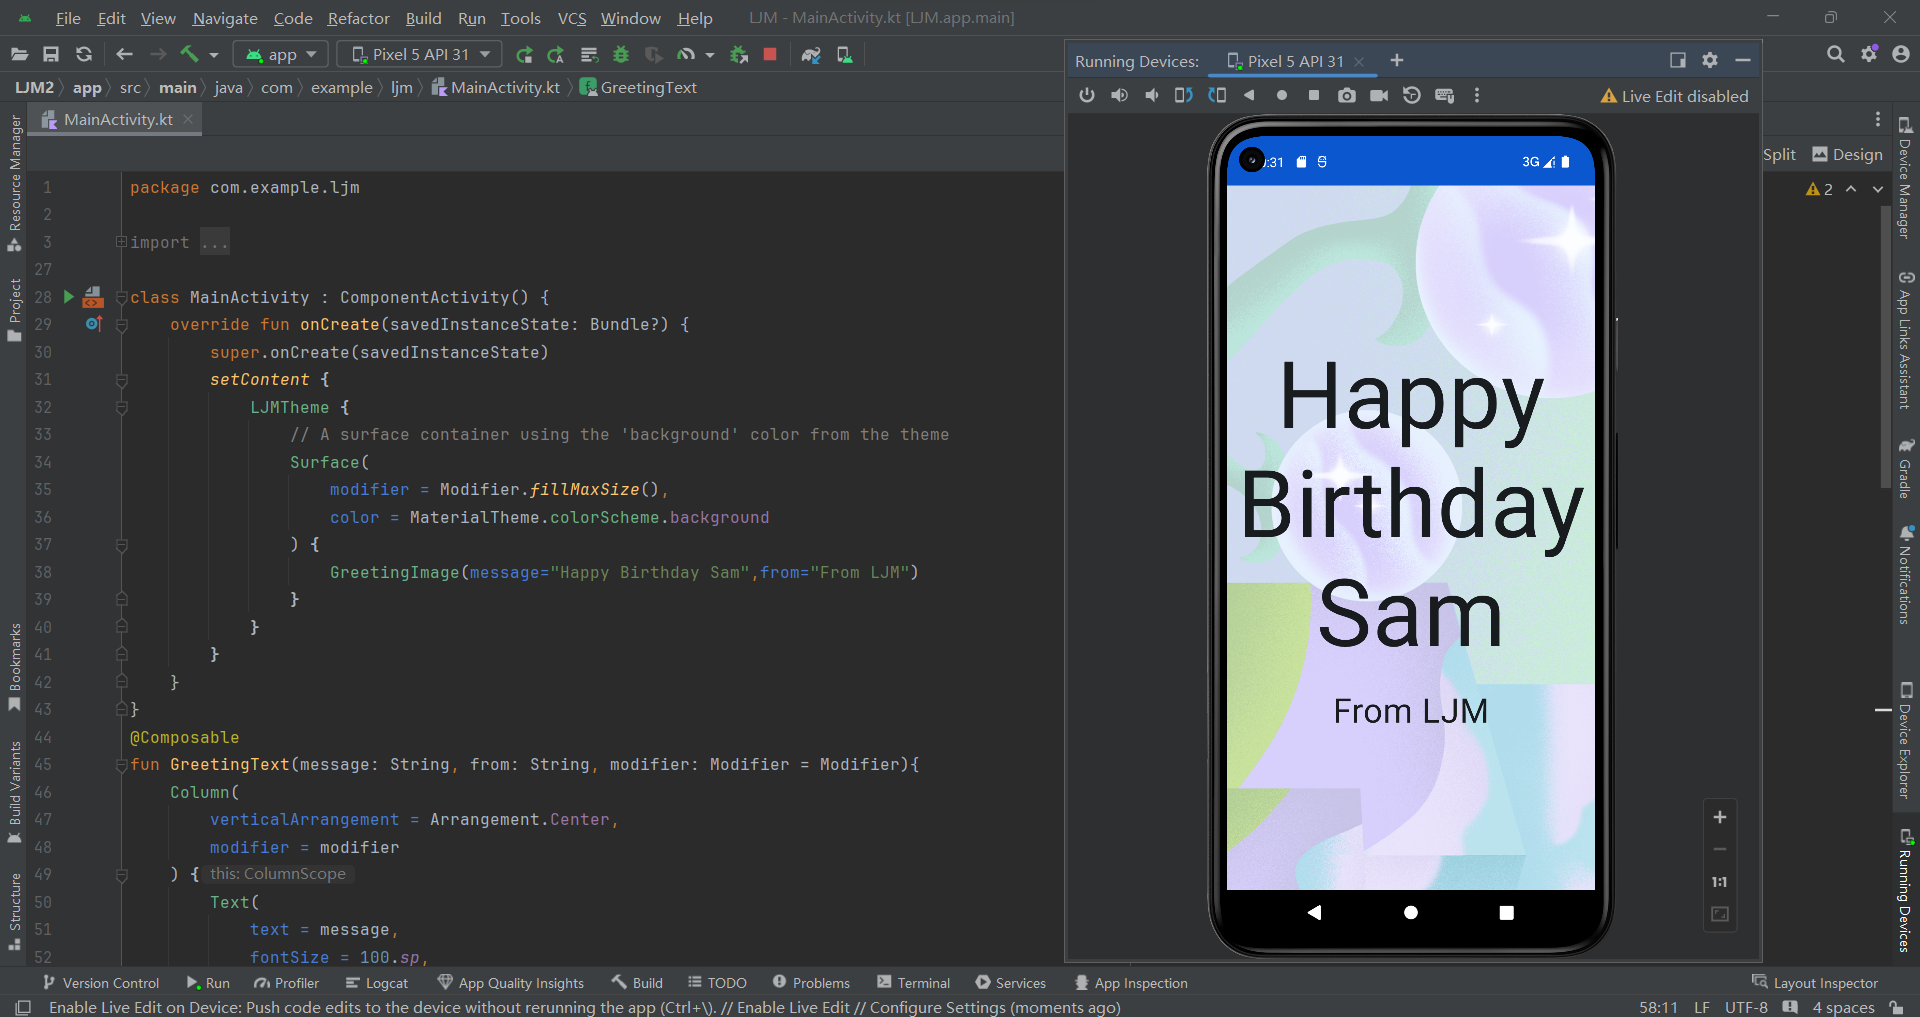 File Edit View Navigate Code Refactor Build Run Tools VCS Window Help LJM - MainActivity.kt [LJM.app.main]
app Pixel 5 API 31
LJM2 app src main java com example ljm MainActivity.kt GreetingText
MainActivity.kt
Resource Manager
Project
Bookmarks
Build Variants
Structure
1 package com.example.ljm
2
3 import ...
27
28 class MainActivity : ComponentActivity() {
29 override fun onCreate(savedInstanceState: Bundle?) {
30 super.onCreate(savedInstanceState)
31 setContent {
32 LJMTheme {
33 // A surface container using the 'background' color from the theme
34 Surface(
35 modifier = Modifier.fillMaxSize(),
36 color = MaterialTheme.colorScheme.background
37 ) {
38 GreetingImage(message="Happy Birthday Sam",from="From LJM")
39 }
40 }
41 }
42 }
43 }
44 @Composable
45 fun GreetingText(message: String, from: String, modifier: Modifier = Modifier){
46 Column(
47 verticalArrangement = Arrangement.Center,
48 modifier = modifier
49 ) { this: ColumnScope
50 Text(
51 text = message,
52 fontSize = 100.sp,
Running Devices: Pixel 5 API 31
Live Edit disabled
:31 3G
Happy
Birthday
Sam
From LJM
1:1
Split Design
2
Device Manager
App Links Assistant
Gradle
Notifications
Device Explorer
Running Devices
Version Control Run Profiler Logcat App Quality Insights Build TODO Problems Terminal Services App Inspection Layout Inspector
Enable Live Edit on Device: Push code edits to the device without rerunning the app (Ctrl+\). // Enable Live Edit // Configure Settings (moments ago) 58:11 LF UTF-8 4 spaces